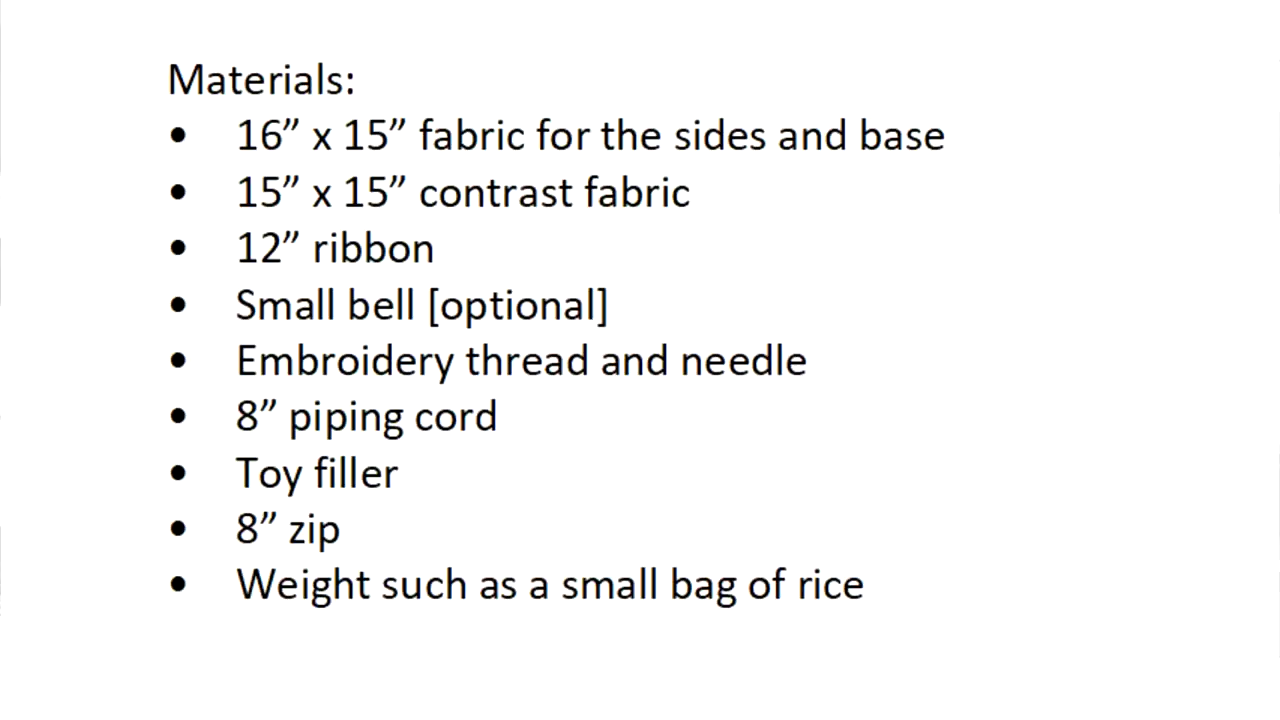 Materials:
• 16” x 15” fabric for the sides and base
• 15” x 15” contrast fabric
• 12” ribbon
• Small bell [optional]
• Embroidery thread and needle
• 8” piping cord
• Toy filler
• 8” zip
• Weight such as a small bag of rice